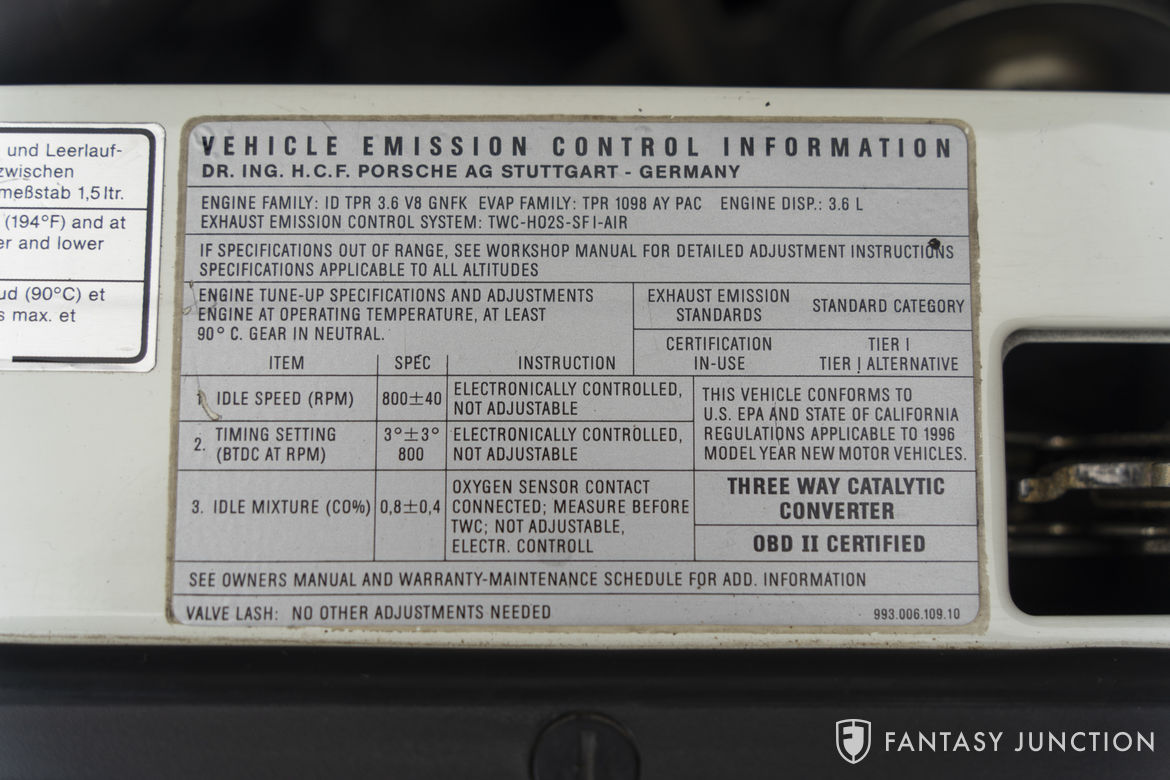 und Leerlauf-
zwischen
meßstab 1,5 ltr.
(194°F) and at
er and lower
ud (90°C) et
s max. et
VEHICLE EMISSION CONTROL INFORMATION
DR. ING. H.C.F. PORSCHE AG STUTTGART - GERMANY
ENGINE FAMILY: ID TPR 3.6 V8 GNFK EVAP FAMILY: TPR 1098 AY PAC ENGINE DISP.: 3.6 L
EXHAUST EMISSION CONTROL SYSTEM: TWC-HO2S-SFI-AIR
IF SPECIFICATIONS OUT OF RANGE, SEE WORKSHOP MANUAL FOR DETAILED ADJUSTMENT INSTRUCTIONS
SPECIFICATIONS APPLICABLE TO ALL ALTITUDES
ENGINE TUNE-UP SPECIFICATIONS AND ADJUSTMENTS
ENGINE AT OPERATING TEMPERATURE, AT LEAST
90° C. GEAR IN NEUTRAL.
EXHAUST EMISSION
STANDARDS
STANDARD CATEGORY
CERTIFICATION
IN-USE
TIER I
TIER I ALTERNATIVE
ITEM SPEC INSTRUCTION
1. IDLE SPEED (RPM) 800±40 ELECTRONICALLY CONTROLLED,
NOT ADJUSTABLE
2. TIMING SETTING
(BTDC AT RPM)
3°±3°
800
ELECTRONICALLY CONTROLLED,
NOT ADJUSTABLE
3. IDLE MIXTURE (CO%) 0,8±0,4
OXYGEN SENSOR CONTACT
CONNECTED; MEASURE BEFORE
TWC; NOT ADJUSTABLE,
ELECTR. CONTROLL
THIS VEHICLE CONFORMS TO
U.S. EPA AND STATE OF CALIFORNIA
REGULATIONS APPLICABLE TO 1996
MODEL YEAR NEW MOTOR VEHICLES.
THREE WAY CATALYTIC
CONVERTER
OBD II CERTIFIED
SEE OWNERS MANUAL AND WARRANTY-MAINTENANCE SCHEDULE FOR ADD. INFORMATION
VALVE LASH: NO OTHER ADJUSTMENTS NEEDED
993.006.109.10
FANTASY JUNCTION